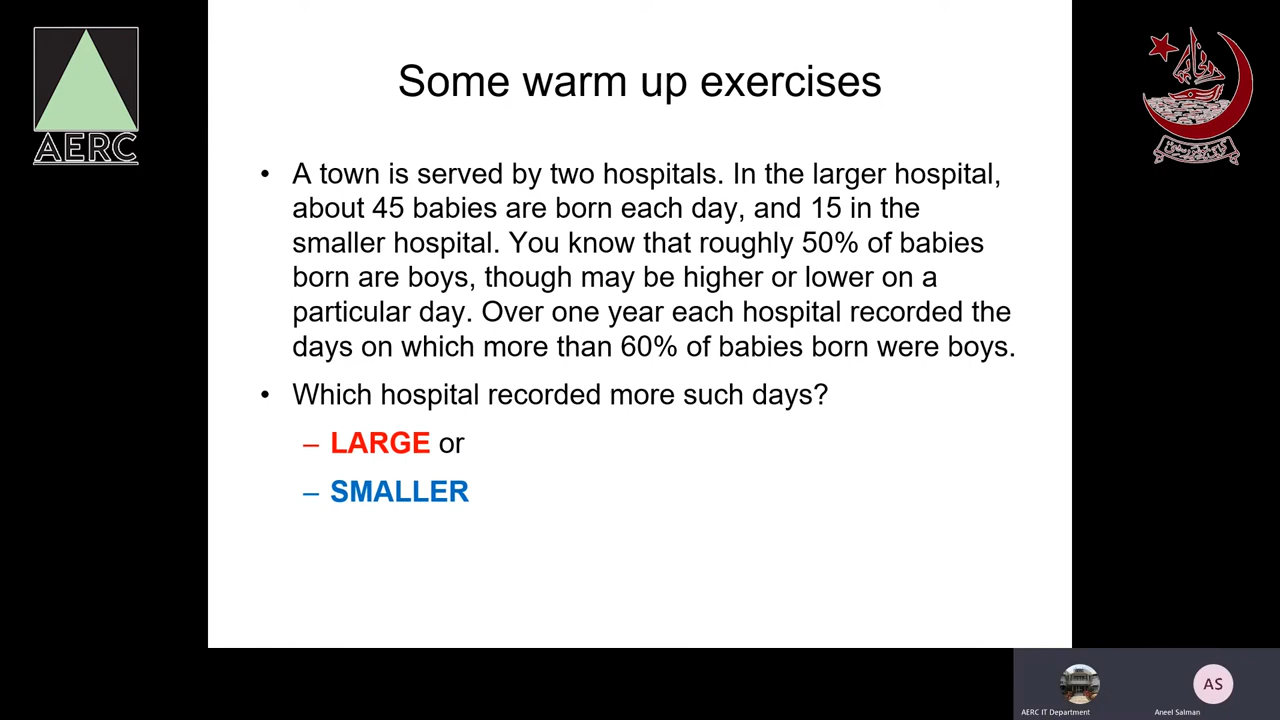 Some warm up exercises
AERC
• A town is served by two hospitals. In the larger hospital,
about 45 babies are born each day, and 15 in the
smaller hospital. You know that roughly 50% of babies
born are boys, though may be higher or lower on a
particular day. Over one year each hospital recorded the
days on which more than 60% of babies born were boys.
• Which hospital recorded more such days?
– LARGE or
– SMALLER
AS
AERC IT Department
Aneel Salman